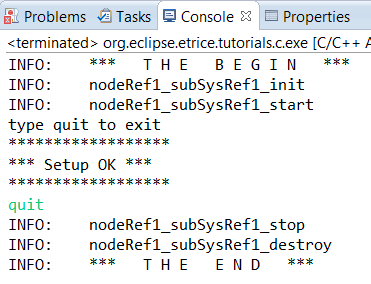 Problems Tasks Console Properties
<terminated> org.eclipse.etrice.tutorials.c.exe [C/C++ A
INFO: *** T H E B E G I N ***
INFO: nodeRef1_subSysRef1_init
INFO: nodeRef1_subSysRef1_start
type quit to exit
******************
*** Setup OK ***
******************
quit
INFO: nodeRef1_subSysRef1_stop
INFO: nodeRef1_subSysRef1_destroy
INFO: *** T H E E N D ***